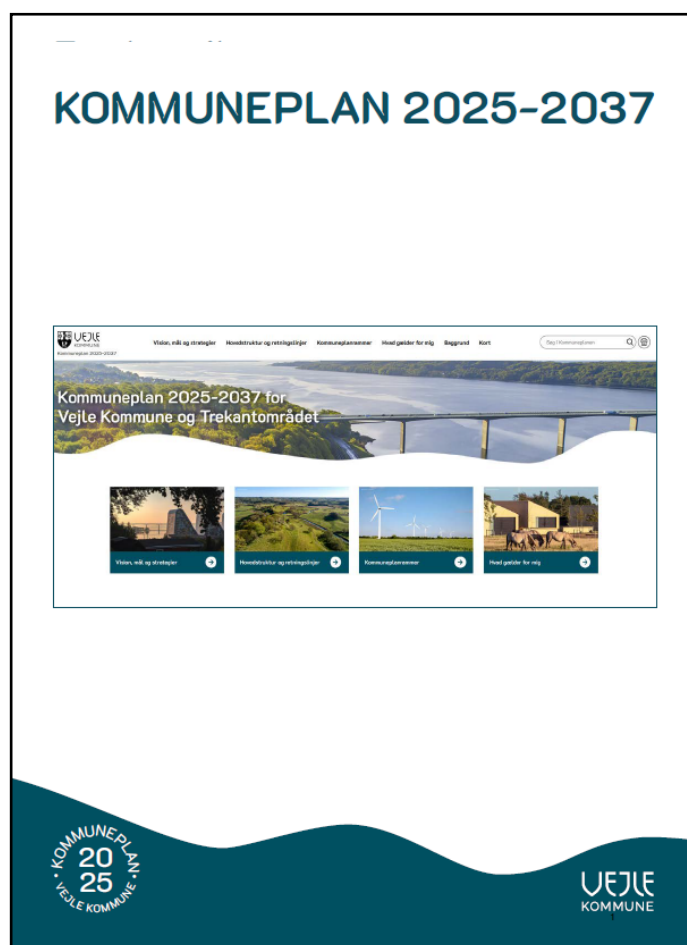 KOMMUNEPLAN 2025-2037
VEJLE
KOMMUNE
Kommuneplan 2025-2037
Vision, mål og strategier
Hovedstruktur og retningslinjer
Kommuneplanrammer
Hvad gælder for mig
Baggrund
Kort
Søg i Kommuneplanen
Kommuneplan 2025-2037 for
Vejle Kommune og Trekantområdet
Vision, mål og strategier
Hovedstruktur og retningslinjer
Kommuneplanrammer
Hvad gælder for mig
KOMMUNEPLAN
20
25
VEJLE KOMMUNE
VEJLE
KOMMUNE
1